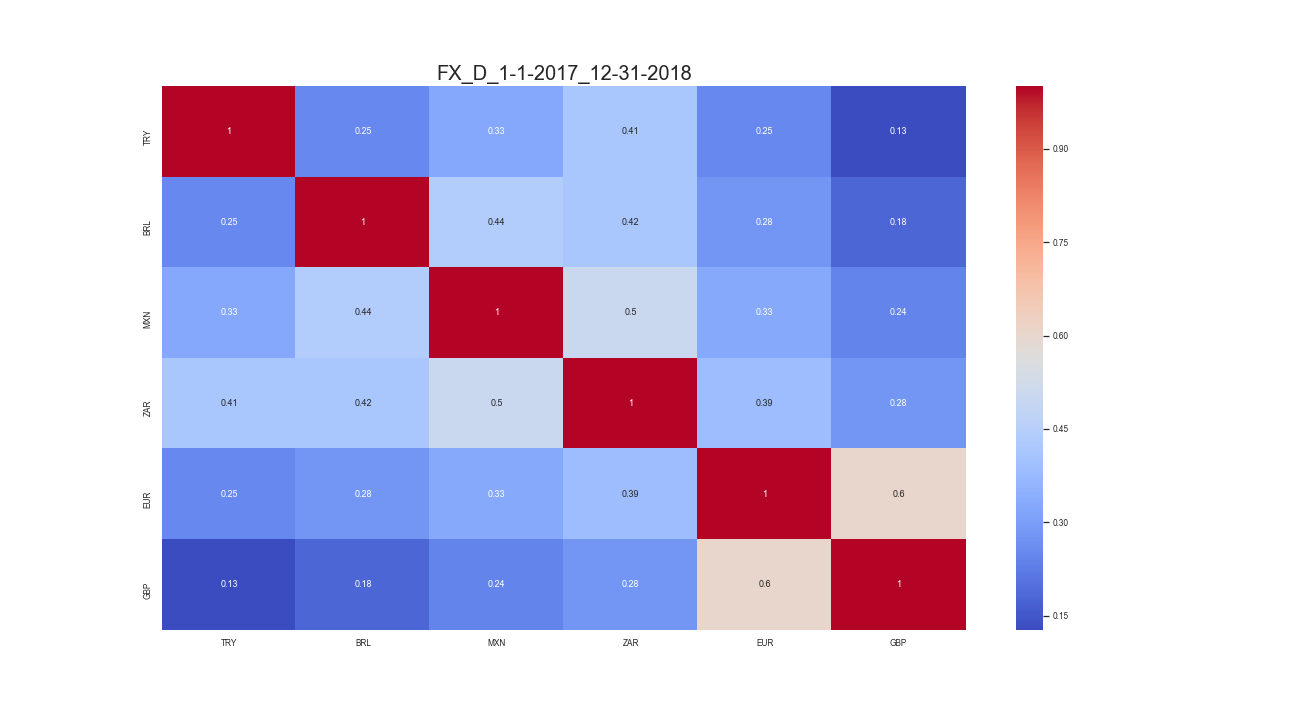 FX_D_1-1-2017_12-31-2018
TRY 1 0.25 0.33 0.41 0.25 0.13
BRL 0.25 1 0.44 0.42 0.28 0.18
MXN 0.33 0.44 1 0.5 0.33 0.24
ZAR 0.41 0.42 0.5 1 0.39 0.28
EUR 0.25 0.28 0.33 0.39 1 0.6
GBP 0.13 0.18 0.24 0.28 0.6 1
TRY BRL MXN ZAR EUR GBP
0.90
0.75
0.60
0.45
0.30
0.15